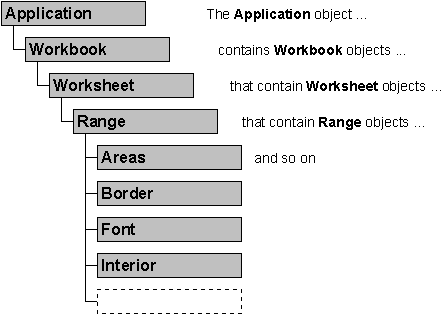 Application The Application object ...
Workbook contains Workbook objects ...
Worksheet that contain Worksheet objects ...
Range that contain Range objects ...
Areas and so on
Border
Font
Interior